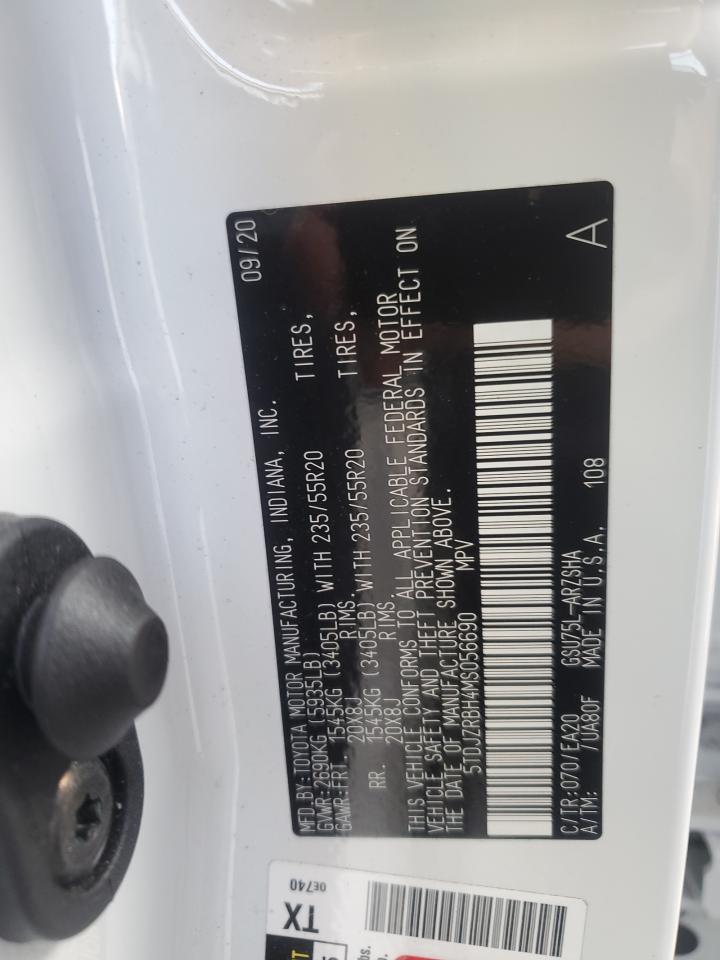 09/20
MFD.BY:TOYOTA MOTOR MANUFACTURING, INDIANA, INC.
GVWR:2690KG (5935LB)
GAWR:FRT. 1545KG (3405LB) WITH 235/55R20 TIRES,
20X8J RIMS
RR. 1545KG (3405LB) WITH 235/55R20 TIRES,
20X8J RIMS
THIS VEHICLE CONFORMS TO ALL APPLICABLE FEDERAL MOTOR
VEHICLE SAFETY AND THEFT PREVENTION STANDARDS IN EFFECT ON
THE DATE OF MANUFACTURE SHOWN ABOVE.
5TDJZRBH4MS056690 MPV
C/TR:070/EA20 GSU75L-ARZSHA 108
A/TM: /UA80F MADE IN U.S.A. A
0E740
TX